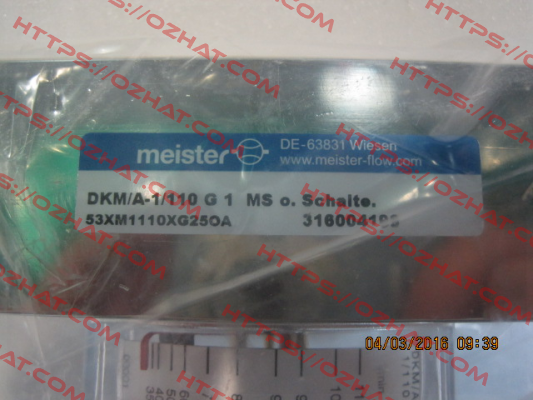 meister
DE-63831 Wiesen
www.meister-flow.com
DKM/A-1/110 G 1 MS o. Schalte.
53XM1110XG25OA
04/03/2016 09:39
HTTPS://OZHAT.COM